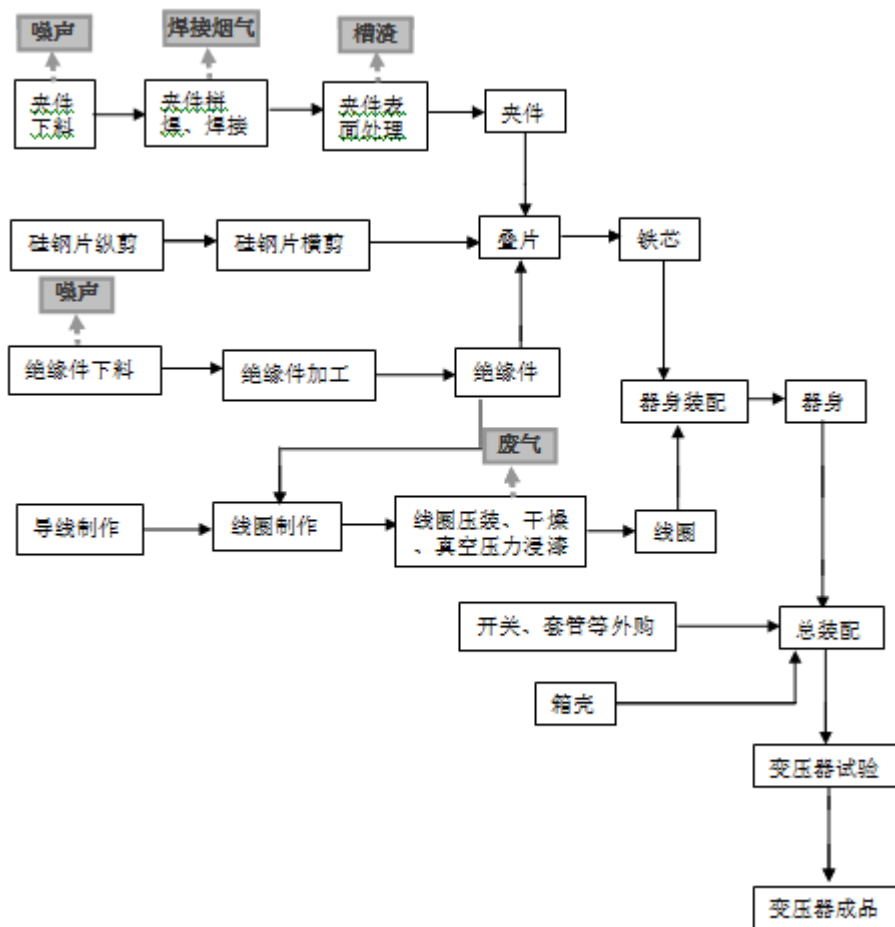 噪声
焊接烟气
槽渣
夹件
下料
夹件拼
焊、焊接
夹件表
面处理
夹件
硅钢片纵剪
硅钢片横剪
叠片
铁芯
噪声
绝缘件下料
绝缘件加工
绝缘件
器身装配
器身
废气
导线制作
线圈制作
线圈压装、干燥
、真空压力浸漆
线圈
开关、套管等外购
总装配
箱壳
变压器试验
变压器成品